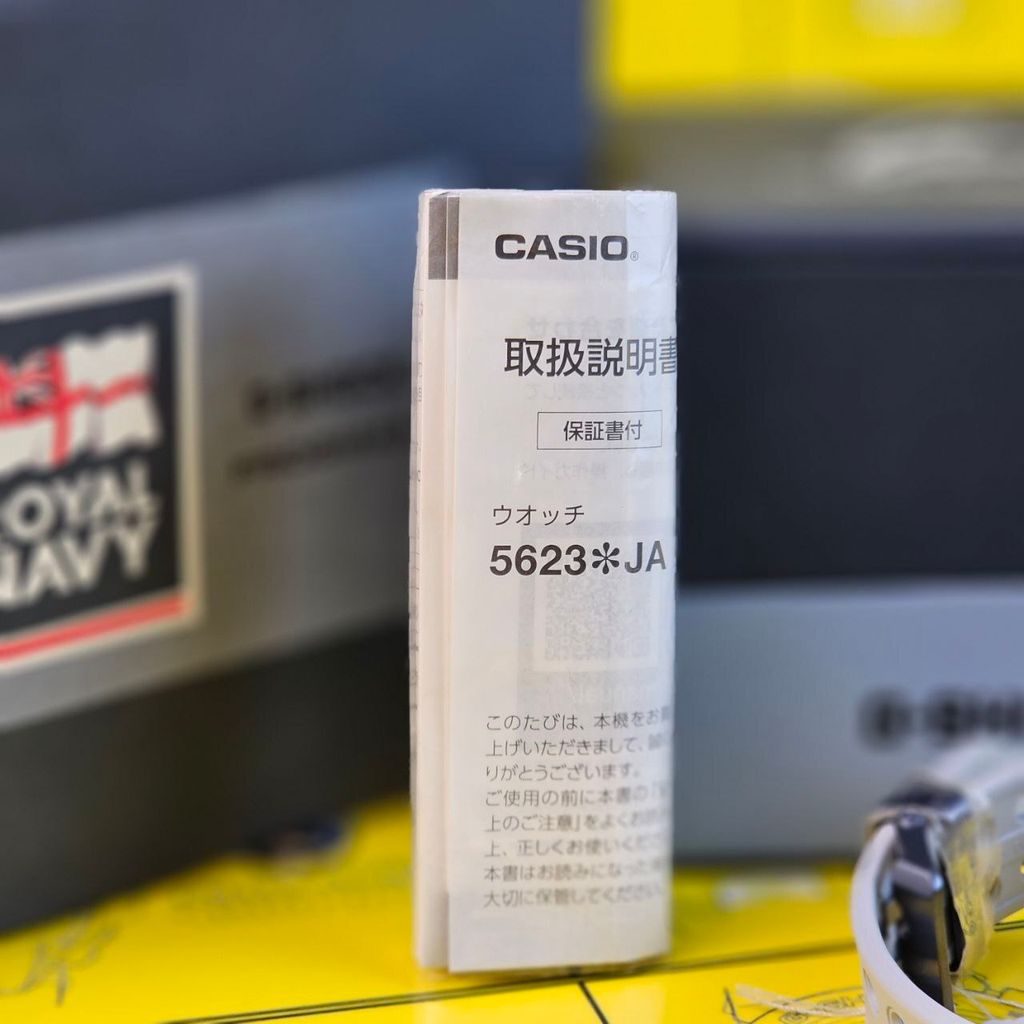 CASIO®
取扱説明書
保証書付
ウオッチ
5623✻JA
このたびは、本機をお
上げいただきまして、
りがとうございます。
ご使用の前に本書の「
上のご注意」をよくお読
上、正しくお使いくださ
本書はお読みになった
大切に保管してください
ROYAL
NAVY